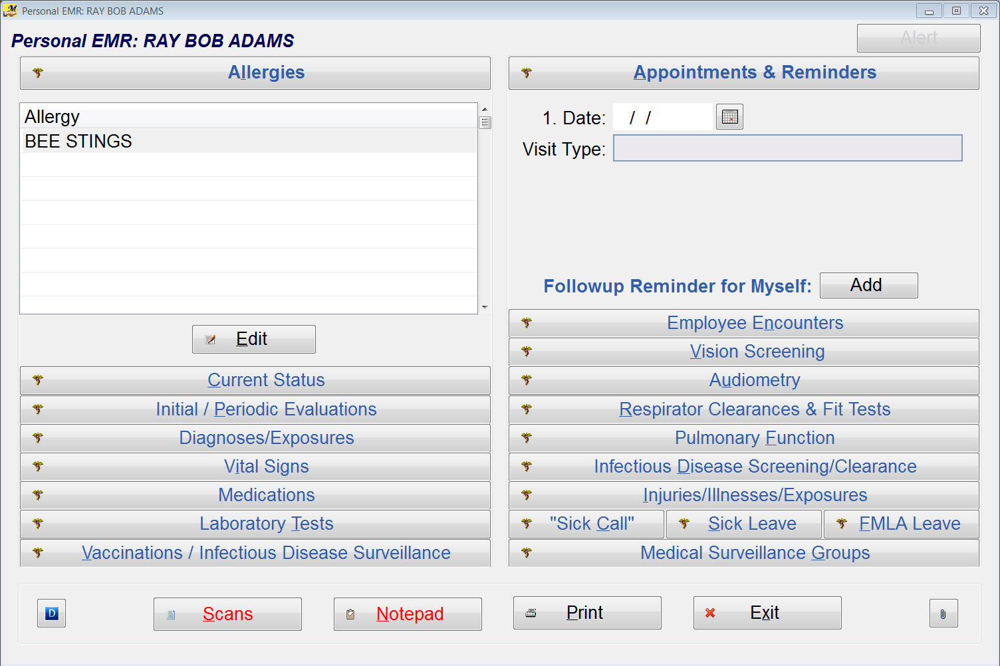 Personal EMR: RAY BOB ADAMS
Personal EMR: RAY BOB ADAMS
Alert
Allergies
Allergy
BEE STINGS
Edit
Current Status
Initial / Periodic Evaluations
Diagnoses/Exposures
Vital Signs
Medications
Laboratory Tests
Vaccinations / Infectious Disease Surveillance
Appointments & Reminders
1. Date: / /
Visit Type:
Followup Reminder for Myself: Add
Employee Encounters
Vision Screening
Audiometry
Respirator Clearances & Fit Tests
Pulmonary Function
Infectious Disease Screening/Clearance
Injuries/Illnesses/Exposures
"Sick Call" Sick Leave FMLA Leave
Medical Surveillance Groups
D Scans Notepad Print Exit